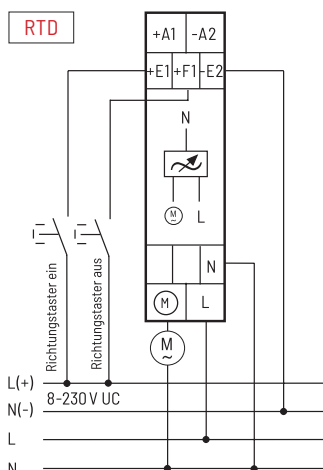 RTD
+A1 -A2
+E1 +F1 -E2
N
M
~ L
N
M L
M
~
Richtungstaster ein
Richtungstaster aus
L(+)
8-230 V UC
N(-)
L
N